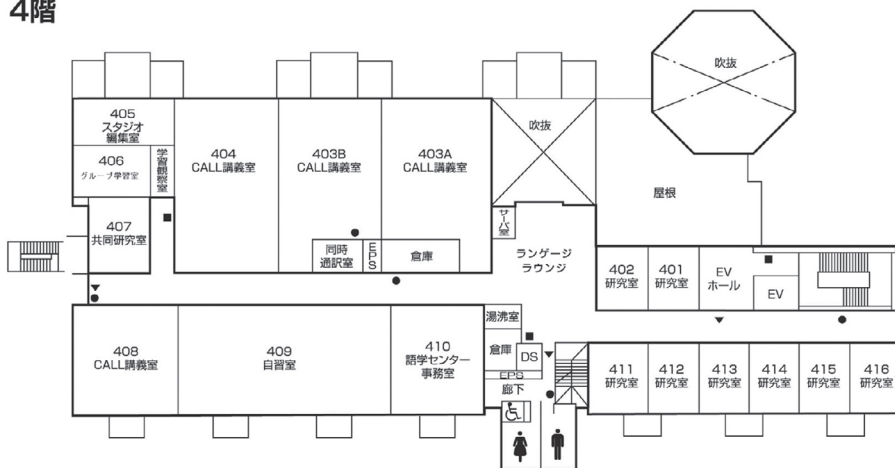 4階
吹抜
405
スタジオ
編集室
406
グループ学習室
学習観察室
404
CALL講義室
403B
CALL講義室
403A
CALL講義室
吹抜
屋根
407
共同研究室
同時
通訳室
EPS
倉庫
サーバ室
ランゲージ
ラウンジ
402
研究室
401
研究室
EV
ホール
EV
408
CALL講義室
409
自習室
410
語学センター
事務室
湯沸室
倉庫
DS
EPS
廊下
411
研究室
412
研究室
413
研究室
414
研究室
415
研究室
416
研究室